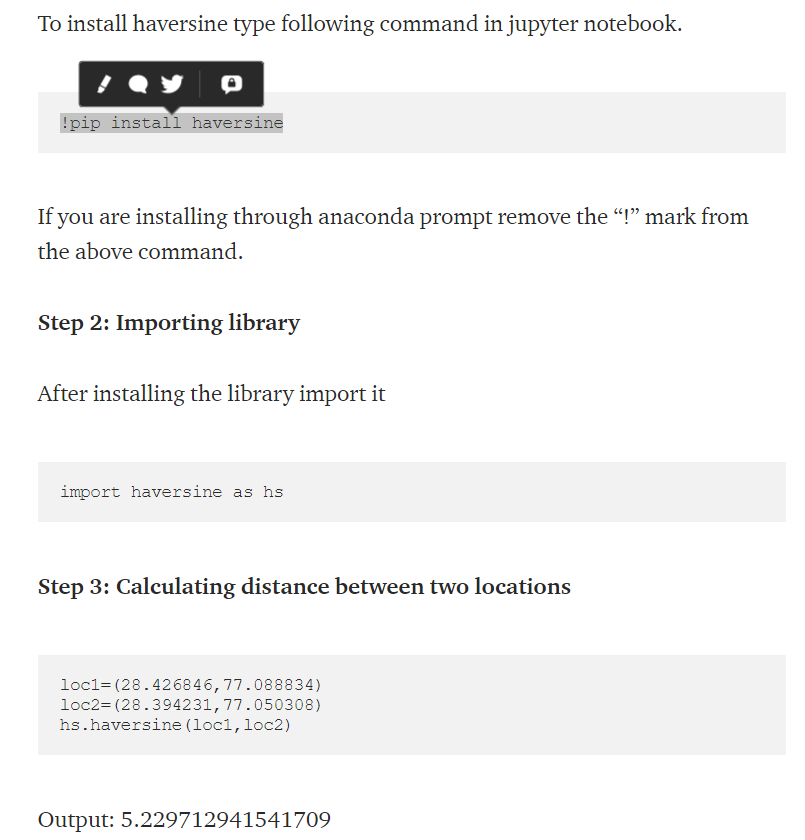 To install haversine type following command in jupyter notebook.
!pip install haversine
If you are installing through anaconda prompt remove the “!” mark from
the above command.
Step 2: Importing library
After installing the library import it
import haversine as hs
Step 3: Calculating distance between two locations
loc1=(28.426846,77.088834)
loc2=(28.394231,77.050308)
hs.haversine(loc1,loc2)
Output: 5.229712941541709